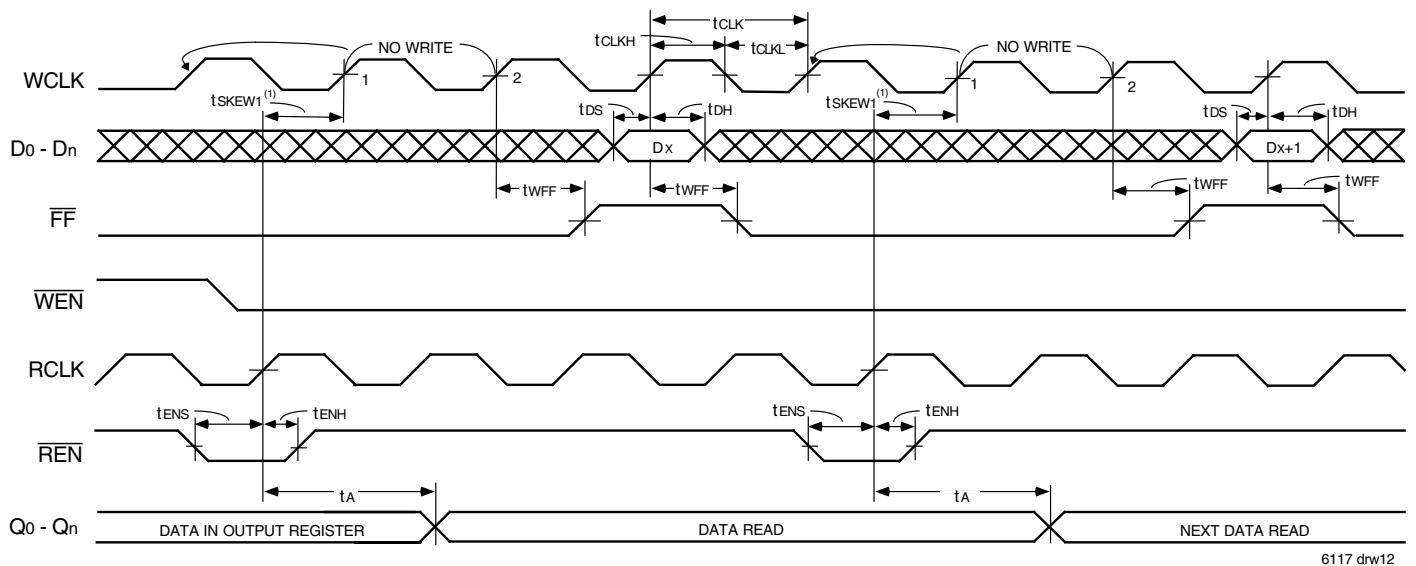 tCLK
tCLKH
tCLKL
NO WRITE
NO WRITE
WCLK
1
2
1
2
tSKEW1(1)
tDS
tDH
tSKEW1(1)
tDS
tDH
D0 - Dn
Dx
Dx+1
tWFF
tWFF
tWFF
tWFF
FF
WEN
RCLK
tENS
tENH
tENS
tENH
REN
tA
tA
Q0 - Qn
DATA IN OUTPUT REGISTER
DATA READ
NEXT DATA READ
6117 drw12